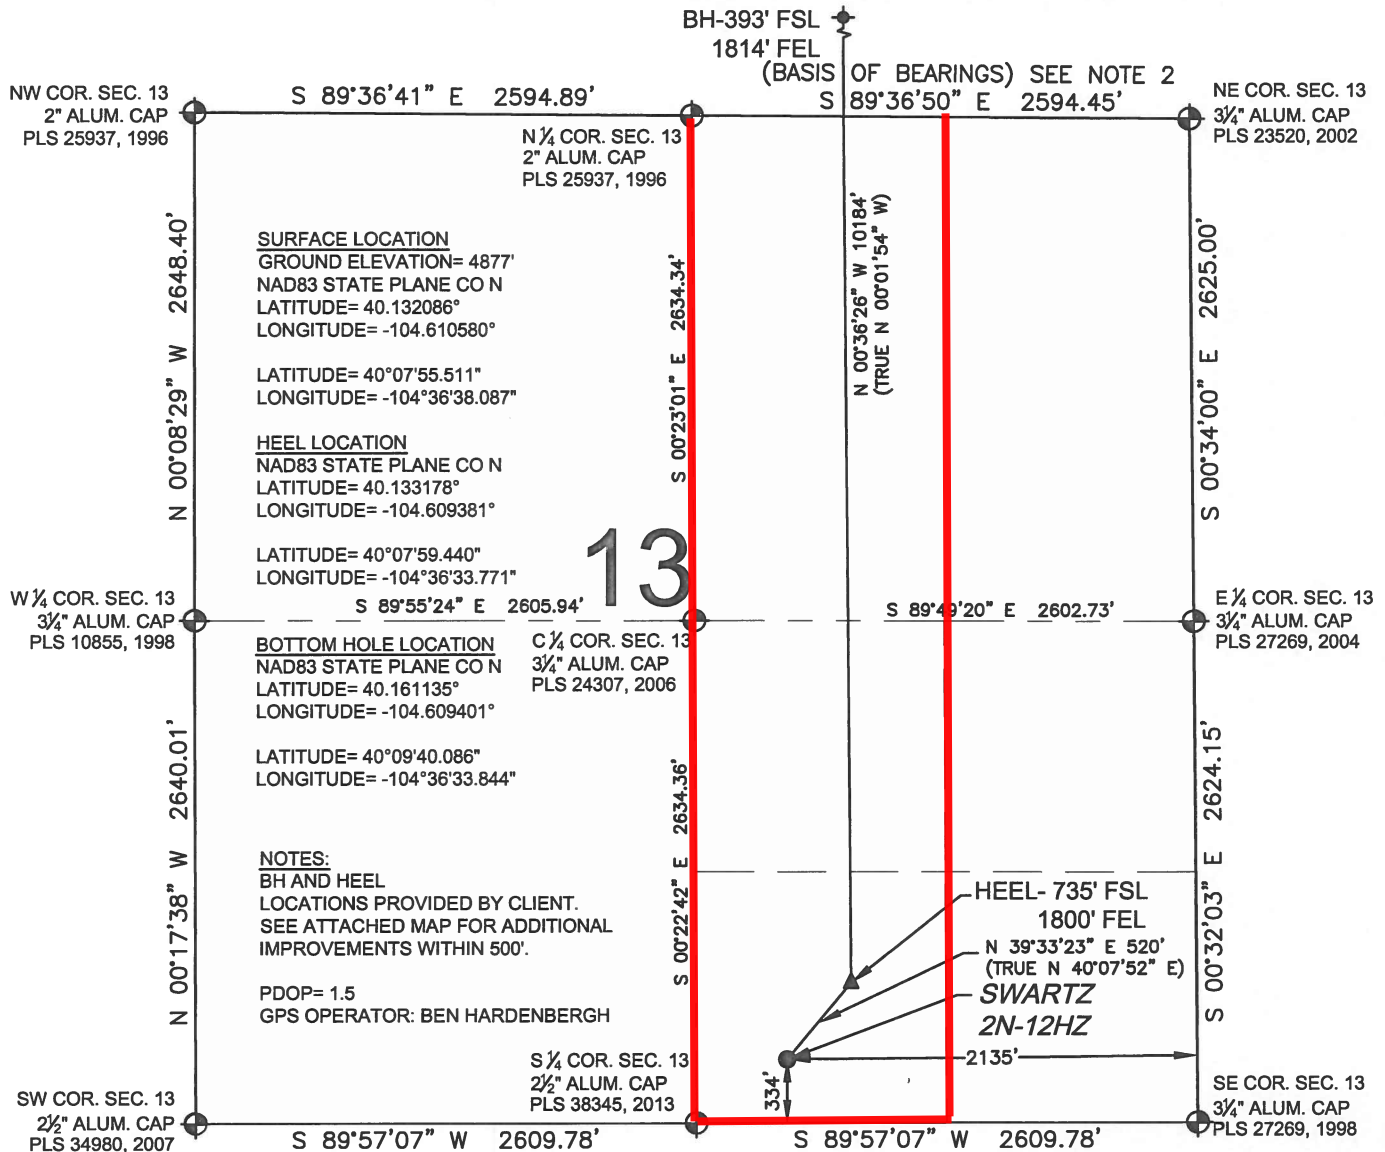 BH-393' FSL
1814' FEL
(BASIS OF BEARINGS) SEE NOTE 2
S 89°36'41" E 2594.89'
S 89°36'50" E 2594.45'
NW COR. SEC. 13
2" ALUM. CAP
PLS 25937, 1996
N ¼ COR. SEC. 13
2" ALUM. CAP
PLS 25937, 1996
NE COR. SEC. 13
3¼" ALUM. CAP
PLS 23520, 2002
N 00°08'29" W 2648.40'
SURFACE LOCATION
GROUND ELEVATION= 4877'
NAD83 STATE PLANE CO N
LATITUDE= 40.132086°
LONGITUDE= -104.610580°
LATITUDE= 40°07'55.511"
LONGITUDE= -104°36'38.087"
HEEL LOCATION
NAD83 STATE PLANE CO N
LATITUDE= 40.133178°
LONGITUDE= -104.609381°
LATITUDE= 40°07'59.440"
LONGITUDE= -104°36'33.771"
S 00°23'01" E 2634.34'
N 00°36'26" W 10184'
(TRUE N 00°01'54" W)
S 00°34'00" E 2625.00'
13
W ¼ COR. SEC. 13
3¼" ALUM. CAP
PLS 10855, 1998
S 89°55'24" E 2605.94'
S 89°49'20" E 2602.73'
E ¼ COR. SEC. 13
3¼" ALUM. CAP
PLS 27269, 2004
C ¼ COR. SEC. 13
3¼" ALUM. CAP
PLS 24307, 2006
BOTTOM HOLE LOCATION
NAD83 STATE PLANE CO N
LATITUDE= 40.161135°
LONGITUDE= -104.609401°
LATITUDE= 40°09'40.086"
LONGITUDE= -104°36'33.844"
N 00°17'38" W 2640.01'
S 00°22'42" E 2634.36'
S 00°32'03" E 2624.15'
NOTES:
BH AND HEEL
LOCATIONS PROVIDED BY CLIENT.
SEE ATTACHED MAP FOR ADDITIONAL
IMPROVEMENTS WITHIN 500'.
PDOP= 1.5
GPS OPERATOR: BEN HARDENBERGH
HEEL- 735' FSL
1800' FEL
N 39°33'23" E 520'
(TRUE N 40°07'52" E)
SWARTZ
2N-12HZ
2135'
334'
S ¼ COR. SEC. 13
2½" ALUM. CAP
PLS 38345, 2013
SW COR. SEC. 13
2½" ALUM. CAP
PLS 34980, 2007
SE COR. SEC. 13
3¼" ALUM. CAP
PLS 27269, 1998
S 89°57'07" W 2609.78'
S 89°57'07" W 2609.78'